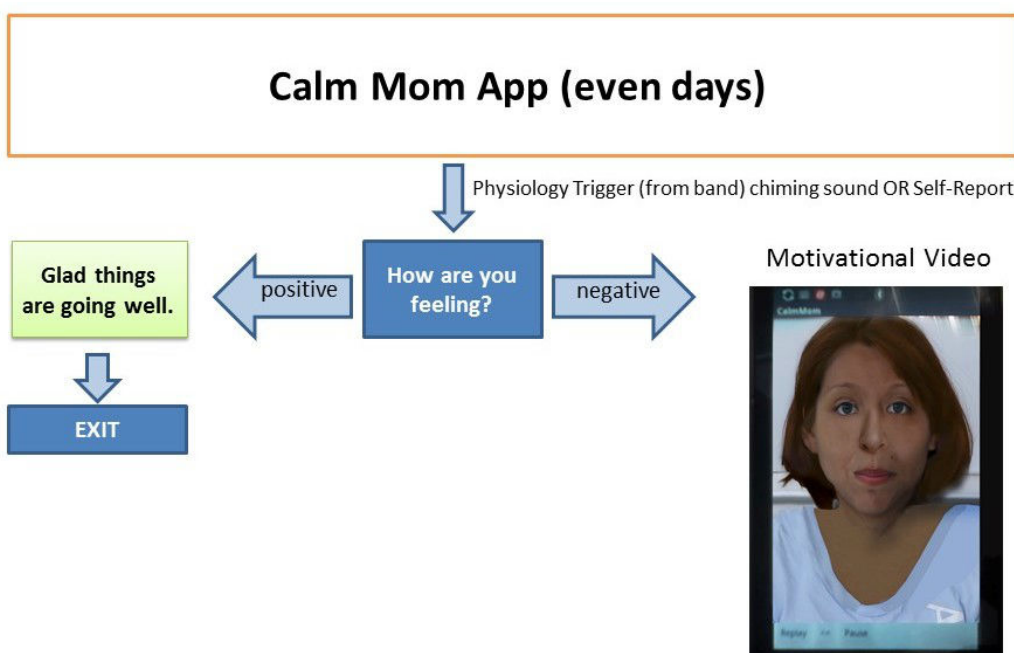 Calm Mom App (even days)
Physiology Trigger (from band) chiming sound OR Self-Report
Glad things
are going well.
positive
How are you
feeling?
negative
Motivational Video
CalmMom
EXIT
Replay
Pause